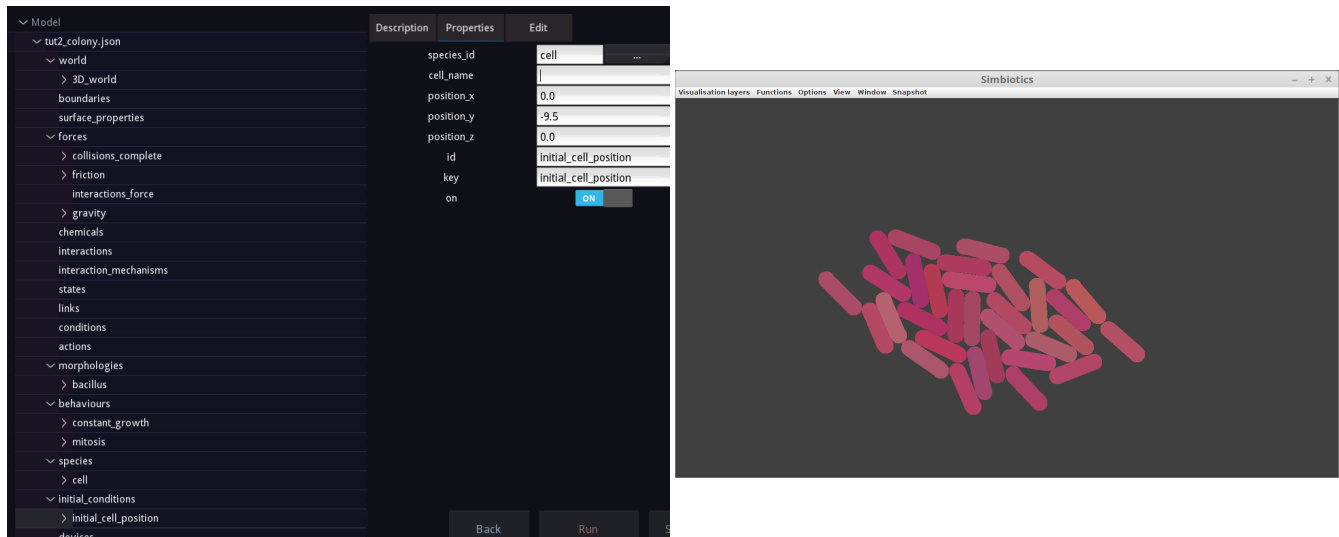 Model
tut2_colony.json
world
3D_world
boundaries
surface_properties
forces
collisions_complete
friction
interactions_force
gravity
chemicals
interactions
interaction_mechanisms
states
links
conditions
actions
morphologies
bacillus
behaviours
constant_growth
mitosis
species
cell
initial_conditions
initial_cell_position
devices
Description Properties Edit
species_id cell ...
cell_name
position_x 0.0
position_y -9.5
position_z 0.0
id initial_cell_position
key initial_cell_position
on ON
Back Run S
Simbiotics
Visualisation layers Functions Options View Window Snapshot